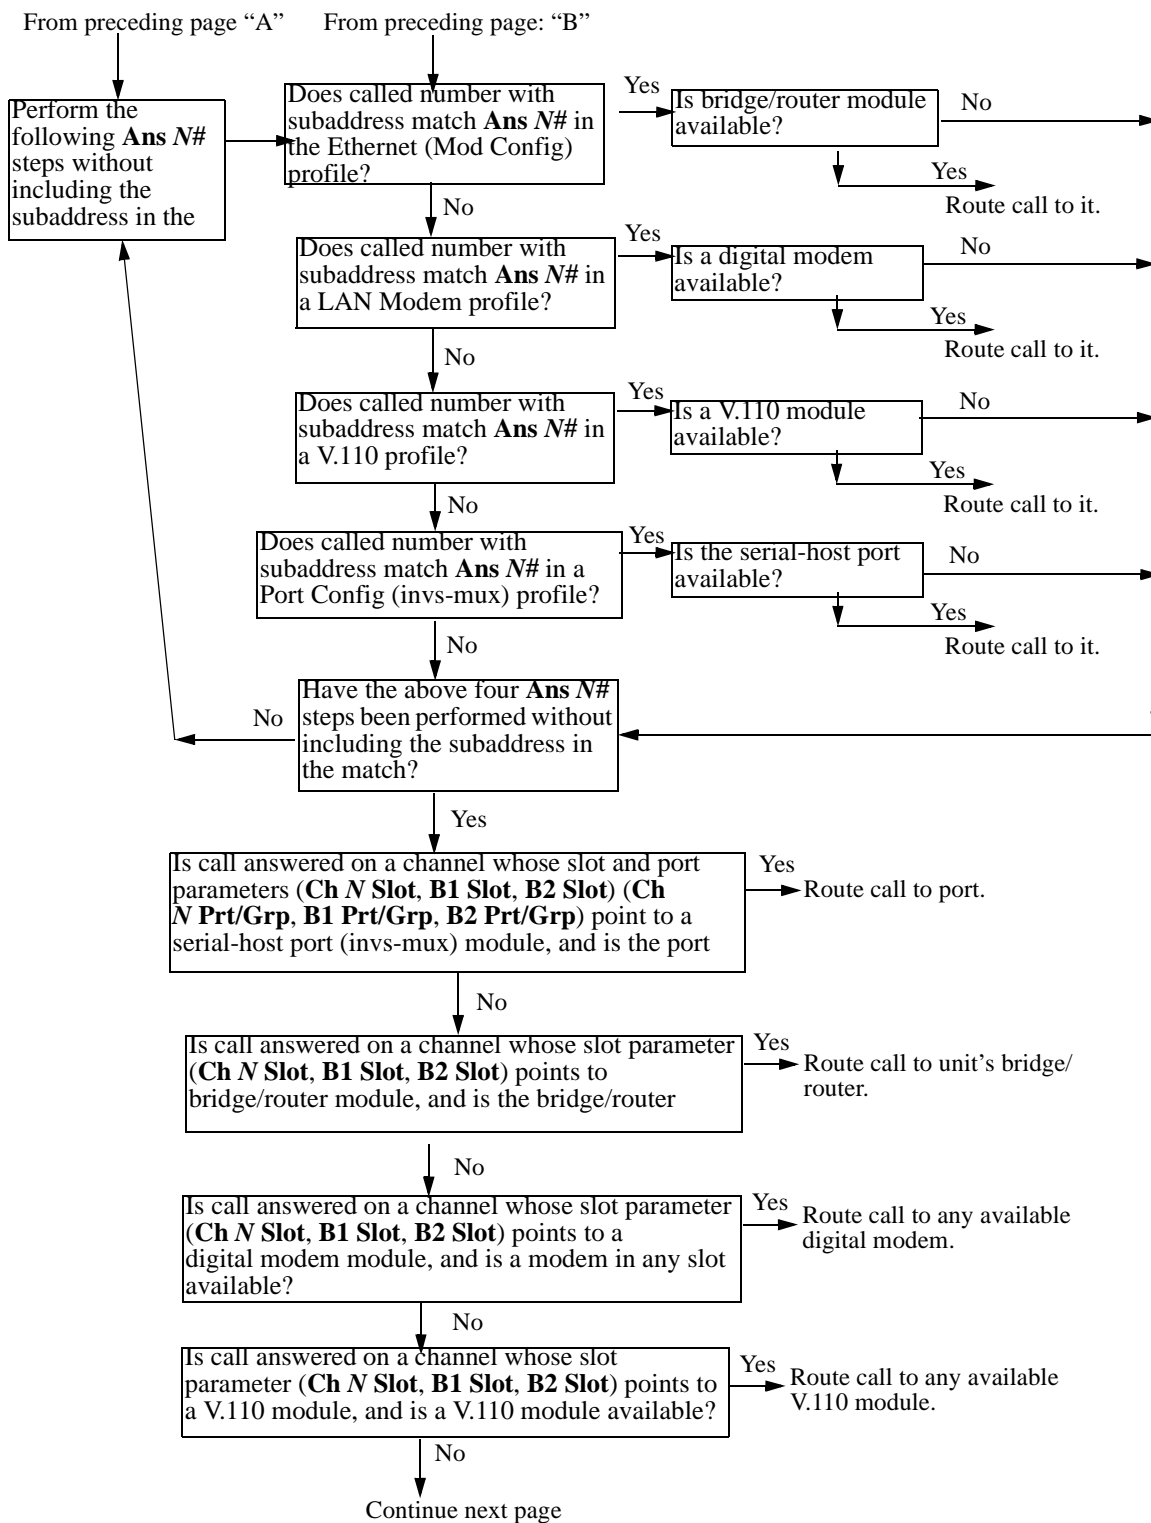 From preceding page “A”
From preceding page: “B”
Perform the
following Ans N#
steps without
including the
subaddress in the
Does called number with
subaddress match Ans N# in
the Ethernet (Mod Config)
profile?
Yes
Is bridge/router module
available?
No
Yes
Route call to it.
No
Does called number with
subaddress match Ans N# in
a LAN Modem profile?
Yes
Is a digital modem
available?
No
Yes
Route call to it.
No
Does called number with
subaddress match Ans N# in
a V.110 profile?
Yes
Is a V.110 module
available?
No
Yes
Route call to it.
No
Does called number with
subaddress match Ans N# in a
Port Config (invs-mux) profile?
Yes
Is the serial-host port
available?
No
Yes
Route call to it.
No
Have the above four Ans N#
steps been performed without
including the subaddress in
the match?
No
Yes
Is call answered on a channel whose slot and port
parameters (Ch N Slot, B1 Slot, B2 Slot) (Ch
N Prt/Grp, B1 Prt/Grp, B2 Prt/Grp) point to a
serial-host port (invs-mux) module, and is the port
Yes
Route call to port.
No
Is call answered on a channel whose slot parameter
(Ch N Slot, B1 Slot, B2 Slot) points to
bridge/router module, and is the bridge/router
Yes
Route call to unit’s bridge/
router.
No
Is call answered on a channel whose slot parameter
(Ch N Slot, B1 Slot, B2 Slot) points to a
digital modem module, and is a modem in any slot
available?
Yes
Route call to any available
digital modem.
No
Is call answered on a channel whose slot
parameter (Ch N Slot, B1 Slot, B2 Slot) points to
a V.110 module, and is a V.110 module available?
Yes
Route call to any available
V.110 module.
No
Continue next page